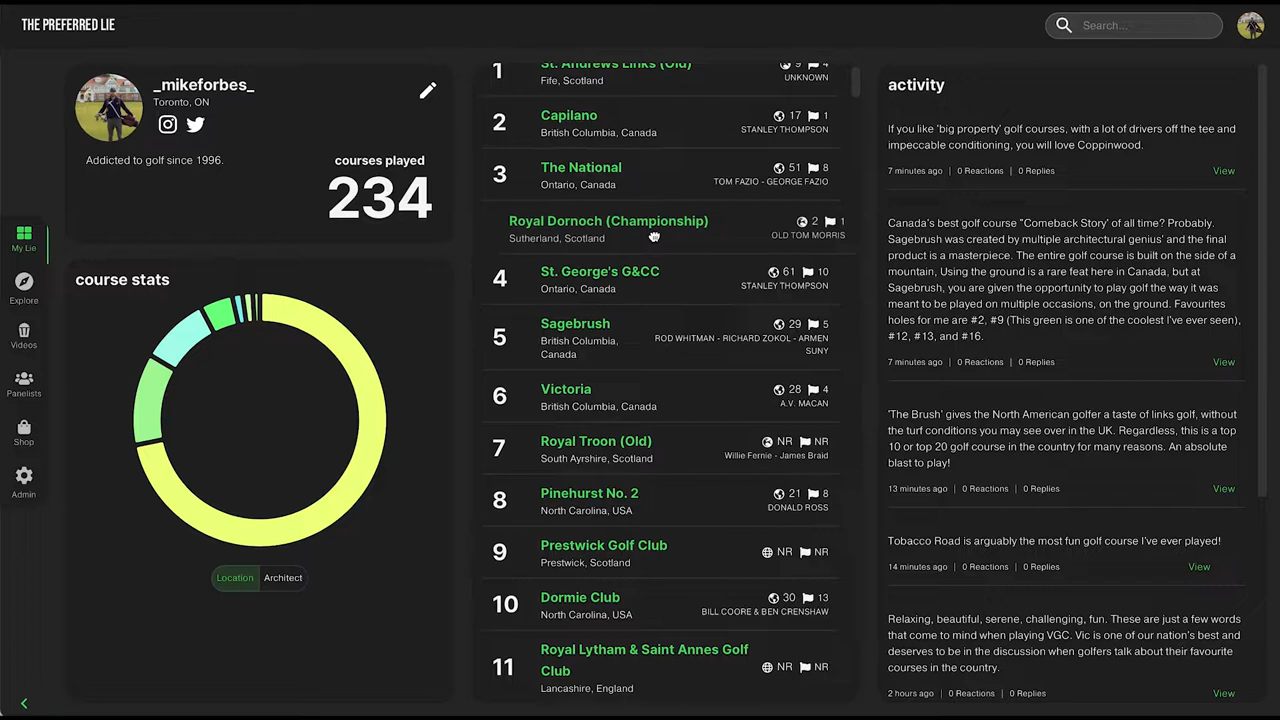 THE PREFERRED LIE
Search...
_mikeforbes_
Toronto, ON
Addicted to golf since 1996.
courses played
234
My Lie
Explore
Videos
Panelists
Shop
Admin
course stats
Location
Architect
1
St. Andrews Links (Old)
9
4
Fife, Scotland
UNKNOWN
2
Capilano
17
1
British Columbia, Canada
STANLEY THOMPSON
3
The National
51
8
Ontario, Canada
TOM FAZIO - GEORGE FAZIO
Royal Dornoch (Championship)
2
1
Sutherland, Scotland
OLD TOM MORRIS
4
St. George's G&CC
61
10
Ontario, Canada
STANLEY THOMPSON
5
Sagebrush
29
5
British Columbia,
Canada
ROD WHITMAN - RICHARD ZOKOL - ARMEN
SUNY
6
Victoria
28
4
British Columbia, Canada
A.V. MACAN
7
Royal Troon (Old)
NR
NR
South Ayrshire, Scotland
Willie Fernie - James Braid
8
Pinehurst No. 2
21
8
North Carolina, USA
DONALD ROSS
9
Prestwick Golf Club
NR
NR
Prestwick, Scotland
10
Dormie Club
30
13
North Carolina, USA
BILL COORE & BEN CRENSHAW
11
Royal Lytham & Saint Annes Golf
Club
NR
NR
Lancashire, England
activity
If you like 'big property' golf courses, with a lot of drivers off the tee and
impeccable conditioning, you will love Coppinwood.
7 minutes ago | 0 Reactions | 0 Replies
View
Canada's best golf course "Comeback Story' of all time? Probably.
Sagebrush was created by multiple architectural genius' and the final
product is a masterpiece. The entire golf course is built on the side of a
mountain, Using the ground is a rare feat here in Canada, but at
Sagebrush, you are given the opportunity to play golf the way it was
meant to be played on multiple occasions, on the ground. Favourites
holes for me are #2, #9 (This green is one of the coolest I've ever seen),
#12, #13, and #16.
7 minutes ago | 0 Reactions | 0 Replies
View
'The Brush' gives the North American golfer a taste of links golf, without
the turf conditions you may see over in the UK. Regardless, this is a top
10 or top 20 golf course in the country for many reasons. An absolute
blast to play!
13 minutes ago | 0 Reactions | 0 Replies
View
Tobacco Road is arguably the most fun golf course I've ever played!
14 minutes ago | 0 Reactions | 0 Replies
View
Relaxing, beautiful, serene, challenging, fun. These are just a few words
that come to mind when playing VGC. Vic is one of our nation's best and
deserves to be in the discussion when golfers talk about their favourite
courses in the country.
2 hours ago | 0 Reactions | 0 Replies
View